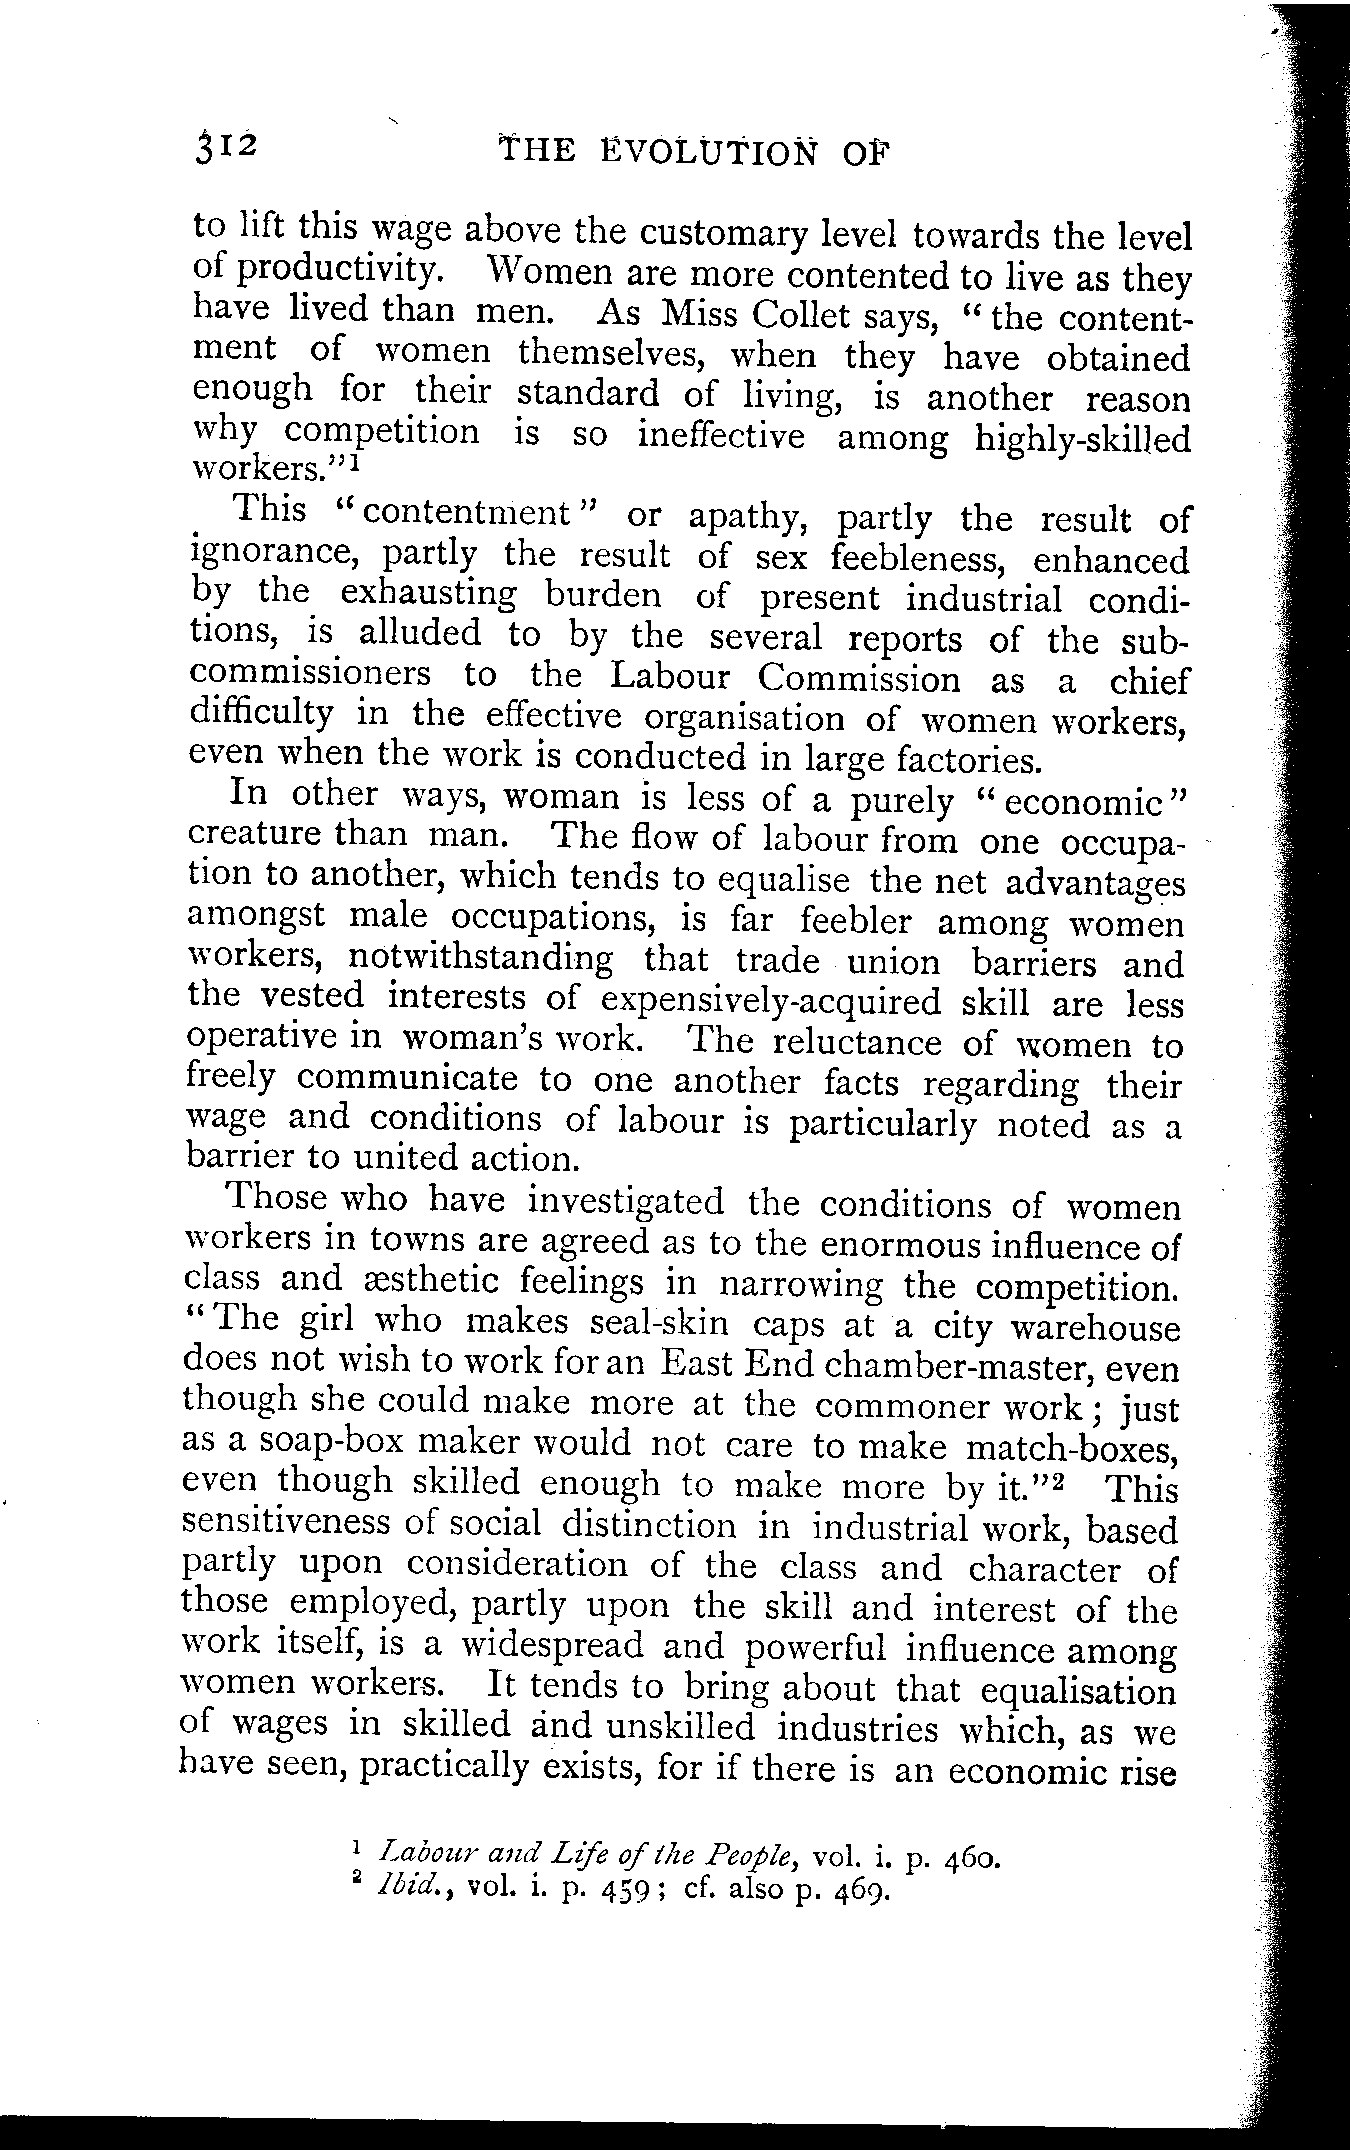 312 THE EVOLUTION OF
to lift this wage above the customary level towards the level
of productivity. Women are more contented to live as they
have lived than men. As Miss Collet says, "the content-
ment of women themselves, when they have obtained
enough for their standard of living, is another reason
why competition is so ineffective among highly-skilled
workers."¹
This "contentment" or apathy, partly the result of
ignorance, partly the result of sex feebleness, enhanced
by the exhausting burden of present industrial condi-
tions, is alluded to by the several reports of the sub-
commissioners to the Labour Commission as a chief
difficulty in the effective organisation of women workers,
even when the work is conducted in large factories.
In other ways, woman is less of a purely "economic"
creature than man. The flow of labour from one occupa-
tion to another, which tends to equalise the net advantages
amongst male occupations, is far feebler among women
workers, notwithstanding that trade union barriers and
the vested interests of expensively-acquired skill are less
operative in woman's work. The reluctance of women to
freely communicate to one another facts regarding their
wage and conditions of labour is particularly noted as a
barrier to united action.
Those who have investigated the conditions of women
workers in towns are agreed as to the enormous influence of
class and æsthetic feelings in narrowing the competition.
"The girl who makes seal-skin caps at a city warehouse
does not wish to work for an East End chamber-master, even
though she could make more at the commoner work; just
as a soap-box maker would not care to make match-boxes,
even though skilled enough to make more by it."² This
sensitiveness of social distinction in industrial work, based
partly upon consideration of the class and character of
those employed, partly upon the skill and interest of the
work itself, is a widespread and powerful influence among
women workers. It tends to bring about that equalisation
of wages in skilled and unskilled industries which, as we
have seen, practically exists, for if there is an economic rise
¹ Labour and Life of the People, vol. i. p. 460.
² Ibid., vol. i. p. 459; cf. also p. 469.